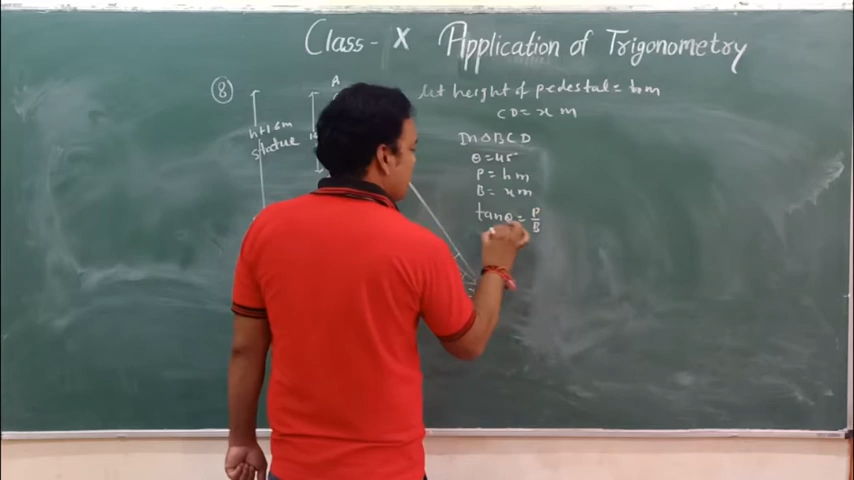 Class - X Application of Trigonometry
8
A
let height of pedestal = h m
CD = x m
h+1.6m
statue
In △BCD
θ = 45°
P = h m
B = x m
tanθ = P/B